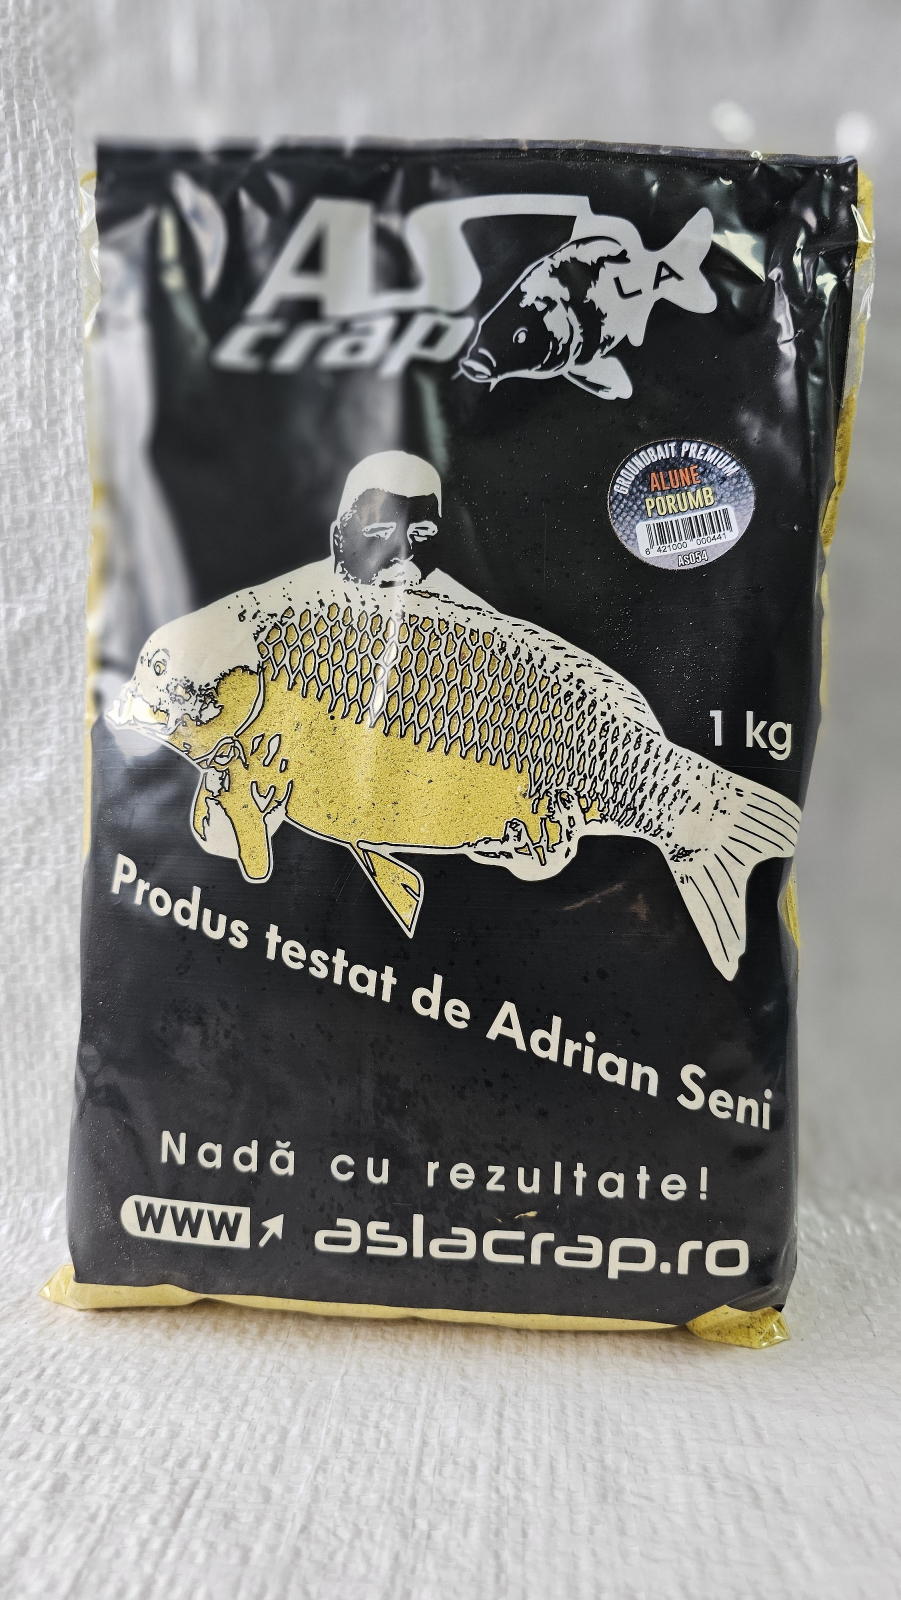 AS
LA
crap
GROUNDBAIT PREMIUM
ALUNE
PORUMB
6 421000 000441
AS054
1 kg
Produs testat de Adrian Seni
Nadă cu rezultate!
WWW aslacrap.ro